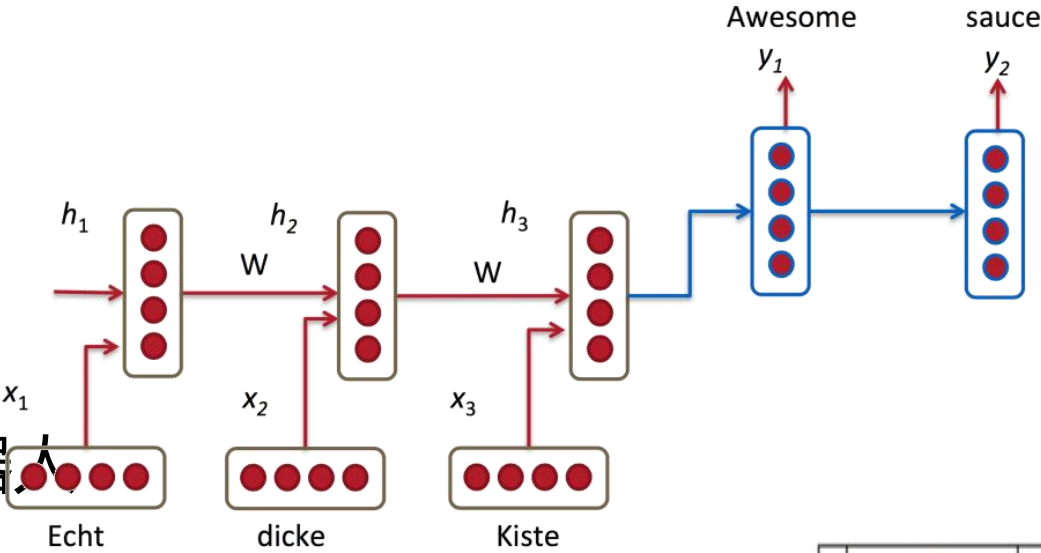 Awesome sauce
y1 y2
h1 h2 h3
W W
x1 x2 x3
Echt dicke Kiste